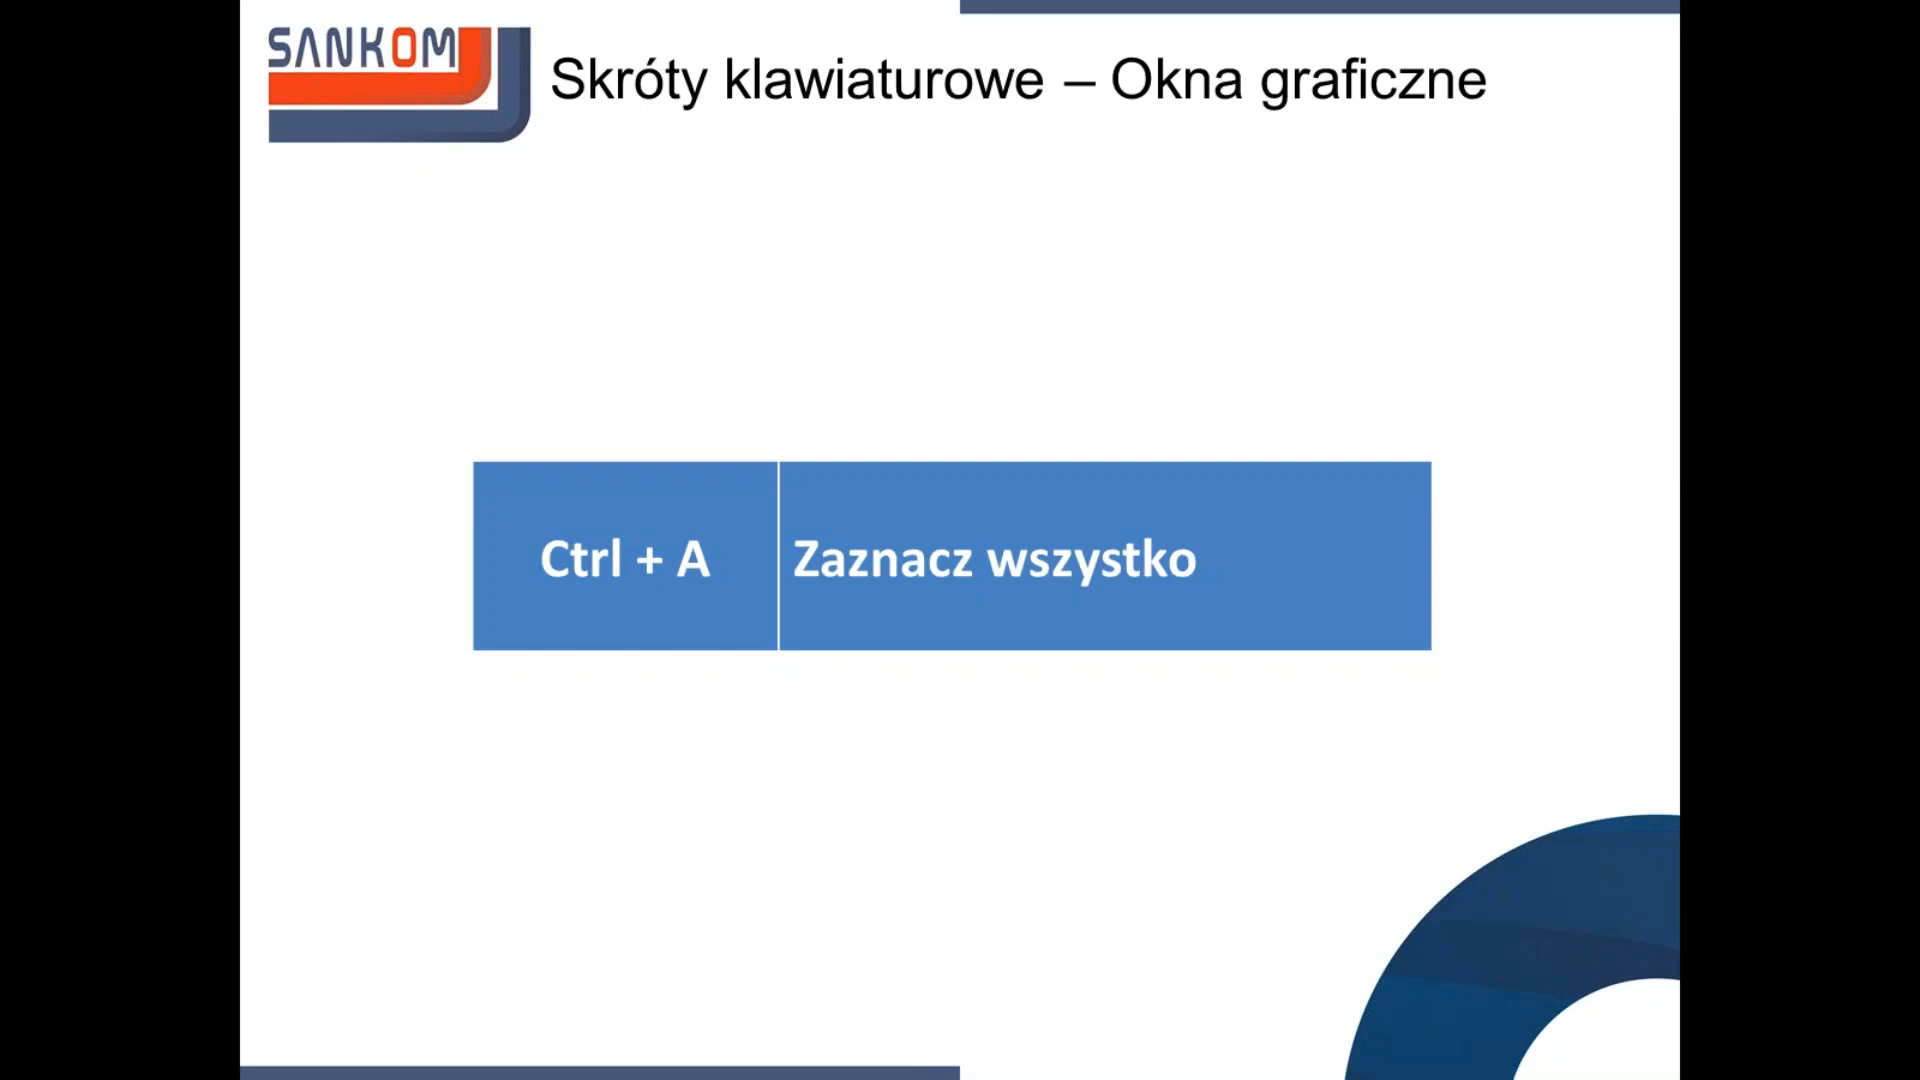 SANKOM
Skróty klawiaturowe – Okna graficzne
Ctrl + A
Zaznacz wszystko